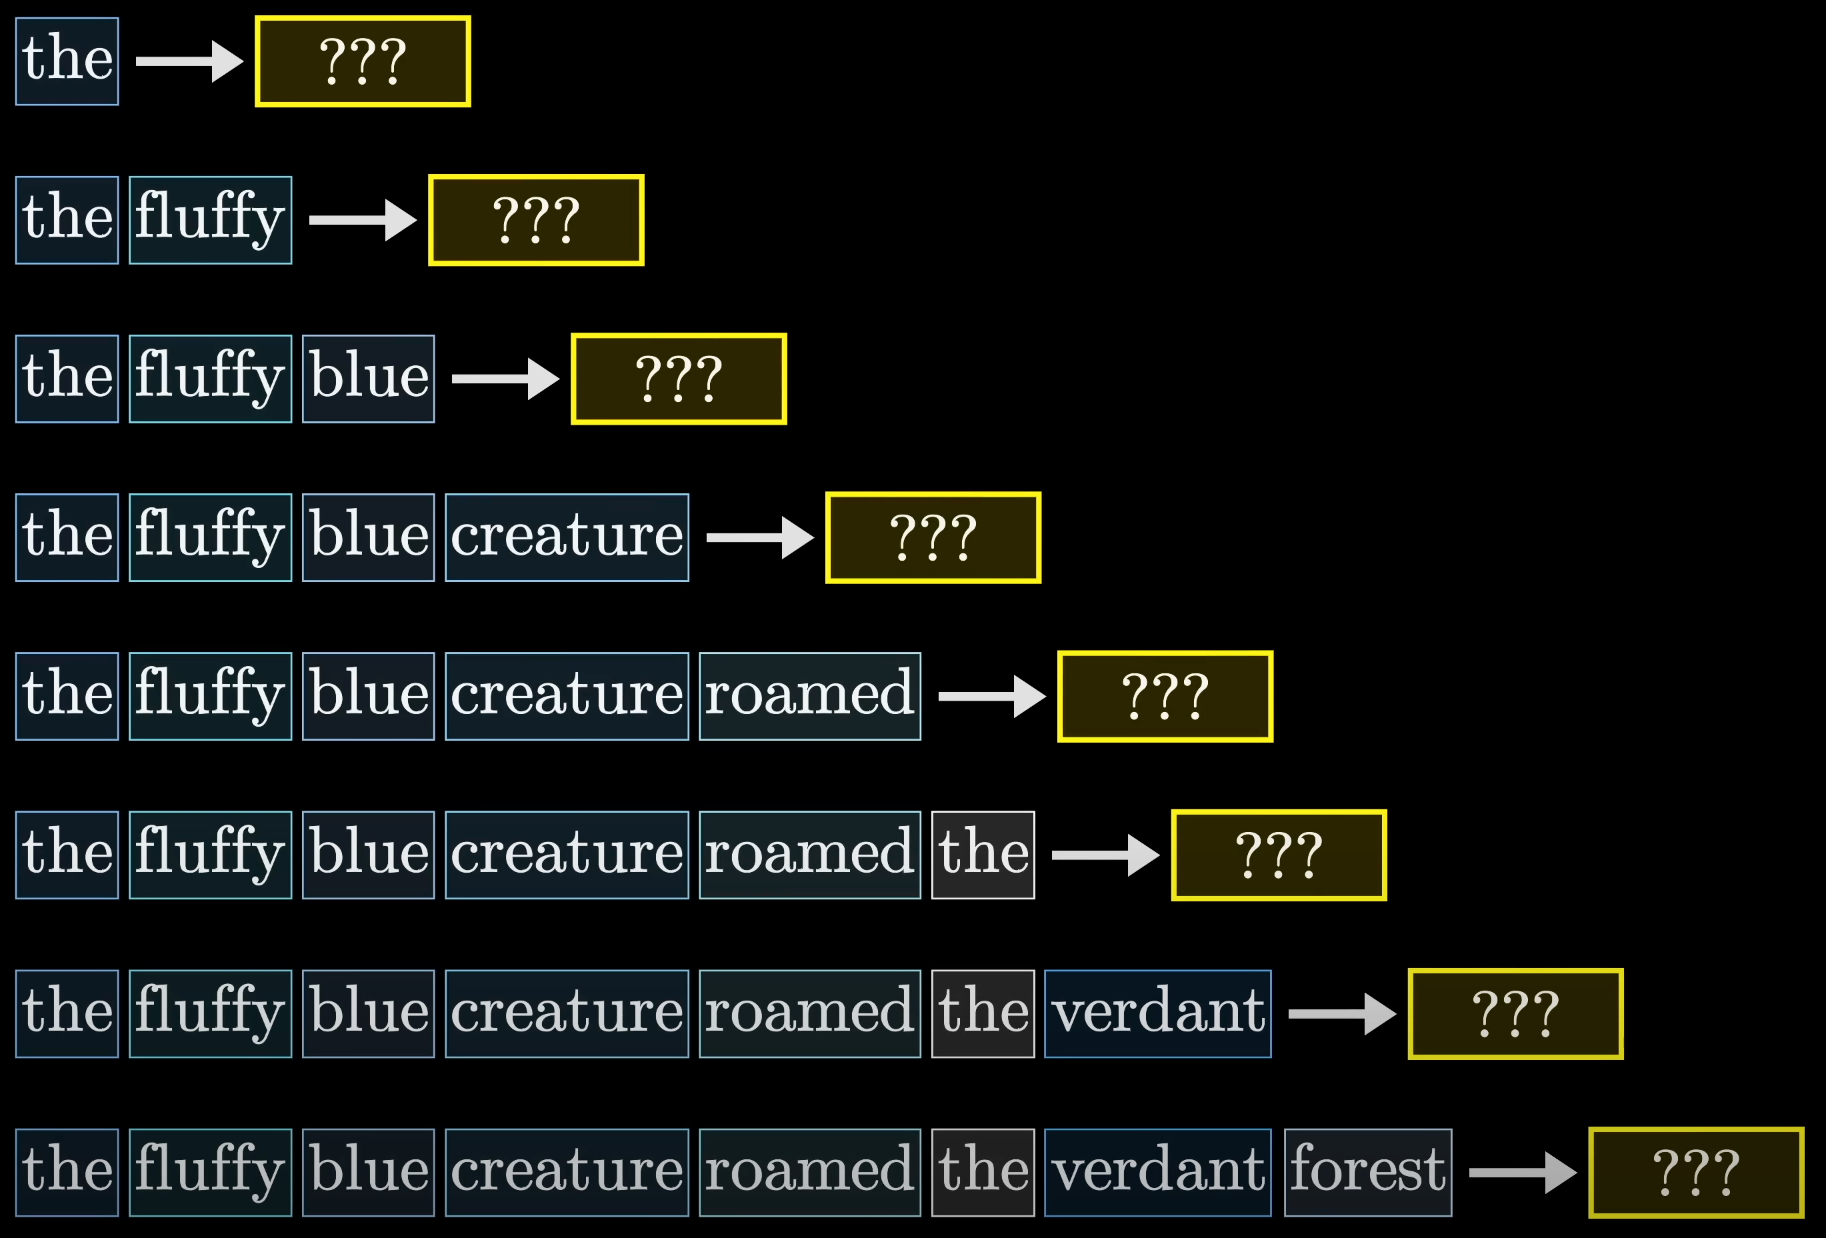 the ???
the fluffy ???
the fluffy blue ???
the fluffy blue creature ???
the fluffy blue creature roamed ???
the fluffy blue creature roamed the ???
the fluffy blue creature roamed the verdant ???
the fluffy blue creature roamed the verdant forest ???